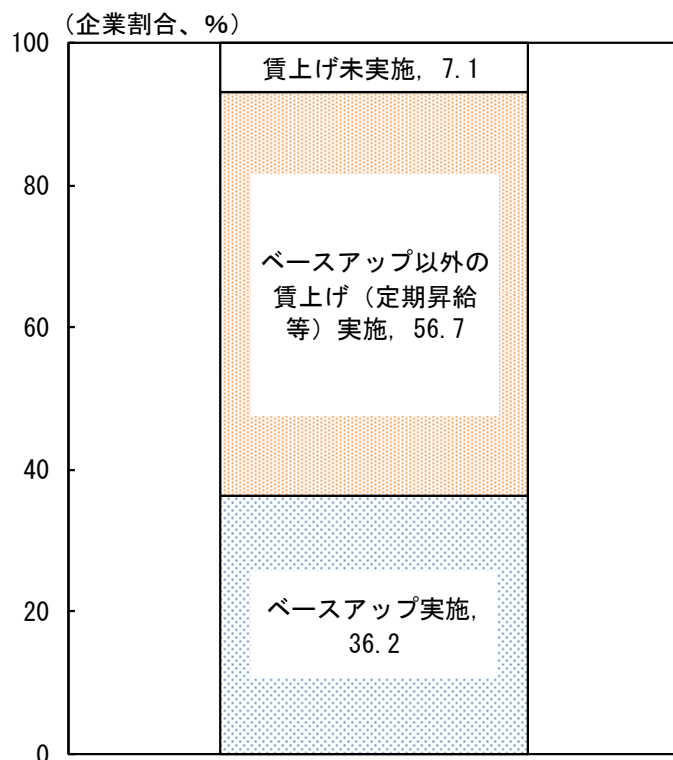 （企業割合、%）
100
賃上げ未実施, 7.1
80
ベースアップ以外の
賃上げ（定期昇給
等）実施, 56.7
60
40
ベースアップ実施,
36.2
20
0